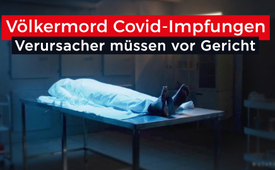 Völkermord Covid-Impfungen
Verursacher müssen vor Gericht